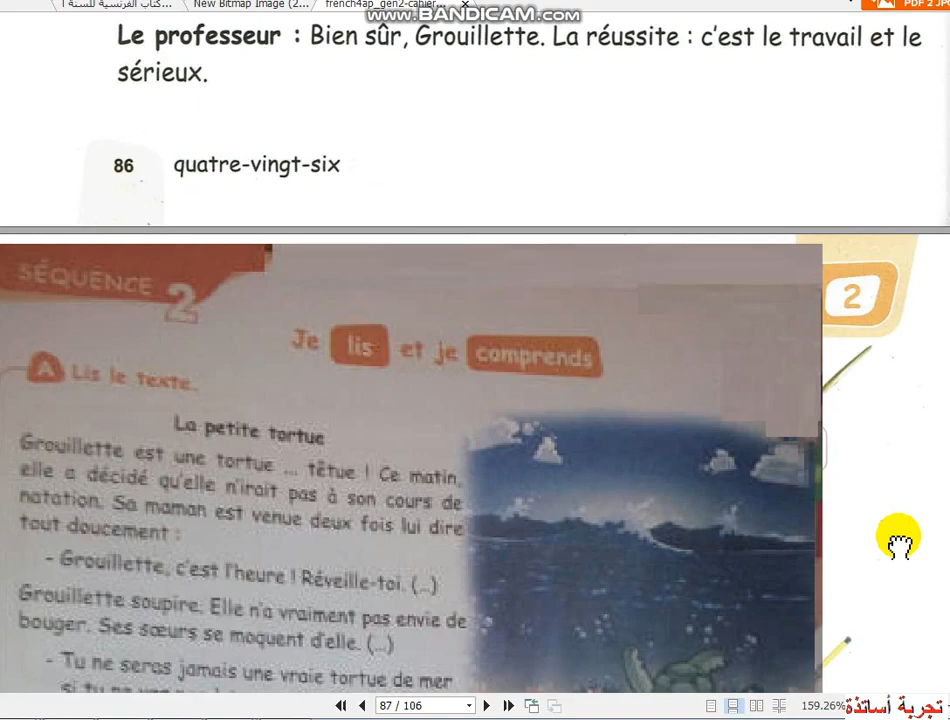 كتاب الفرنسية للسنة ا...
New Bitmap Image (2...
french4ap_gen2-cahier...
PDF 2 JPG
www.BANDICAM.com
Le professeur : Bien sûr, Grouillette. La réussite : c'est le travail et le
sérieux.
86 quatre-vingt-six
SÉQUENCE 2
2
Je lis et je comprends
A Lis le texte.
La petite tortue
Grouillette est une tortue ... têtue ! Ce matin,
elle a décidé qu'elle n'irait pas à son cours de
natation. Sa maman est venue deux fois lui dire
tout doucement :
- Grouillette, c'est l'heure ! Réveille-toi. (...)
Grouillette soupire. Elle n'a vraiment pas envie de
bouger. Ses sœurs se moquent d'elle. (...)
- Tu ne seras jamais une vraie tortue de mer
si tu ne
87 / 106
159.26%
تجربة أساتذة